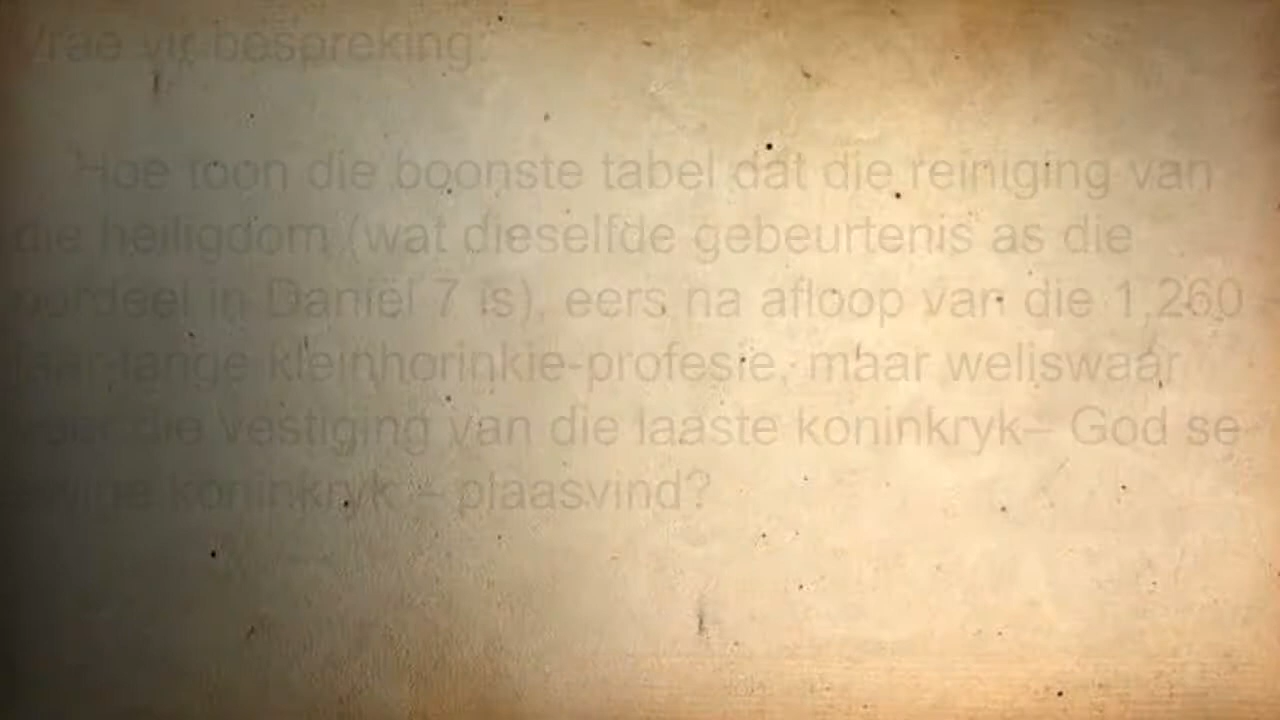 Vrae vir bespreking:
Hoe toon die boonste tabel dat die reiniging van
die heiligdom (wat dieselfde gebeurtenis as die
oordeel in Daniël 7 is), eers na afloop van die 1,260
jaar-lange kleinhorinkie-profesie, maar weliswaar
voor die vestiging van die laaste koninkryk– God se
ewige koninkryk – plaasvind?